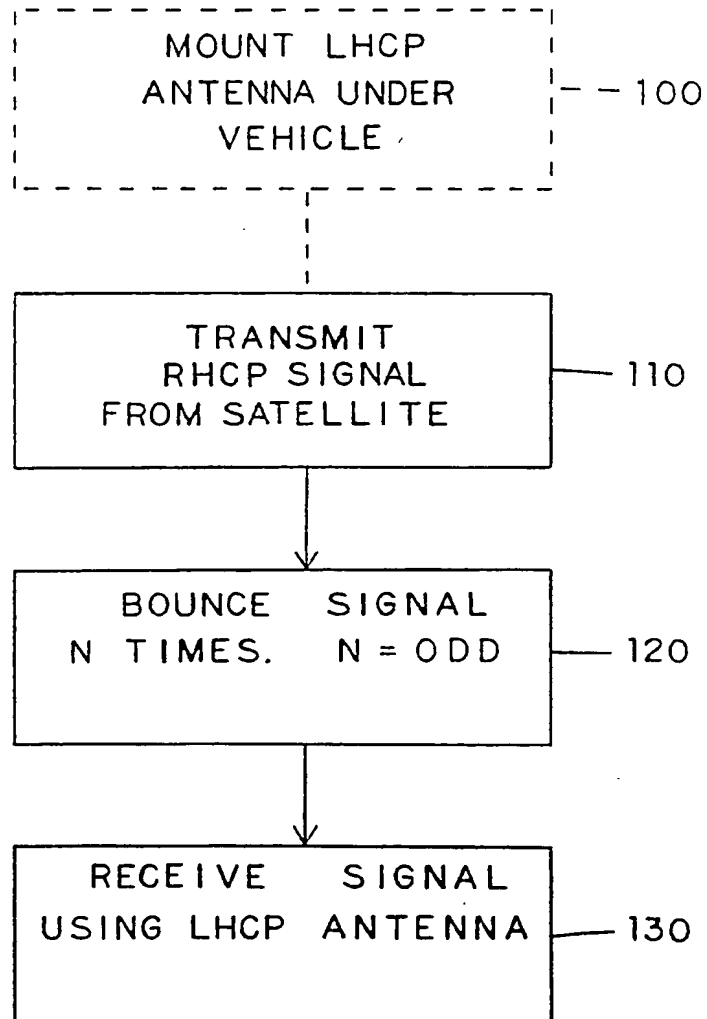 MOUNT LHCP
ANTENNA UNDER
VEHICLE
100
TRANSMIT
RHCP SIGNAL
FROM SATELLITE
110
BOUNCE SIGNAL
N TIMES. N = ODD
120
RECEIVE SIGNAL
USING LHCP ANTENNA
130